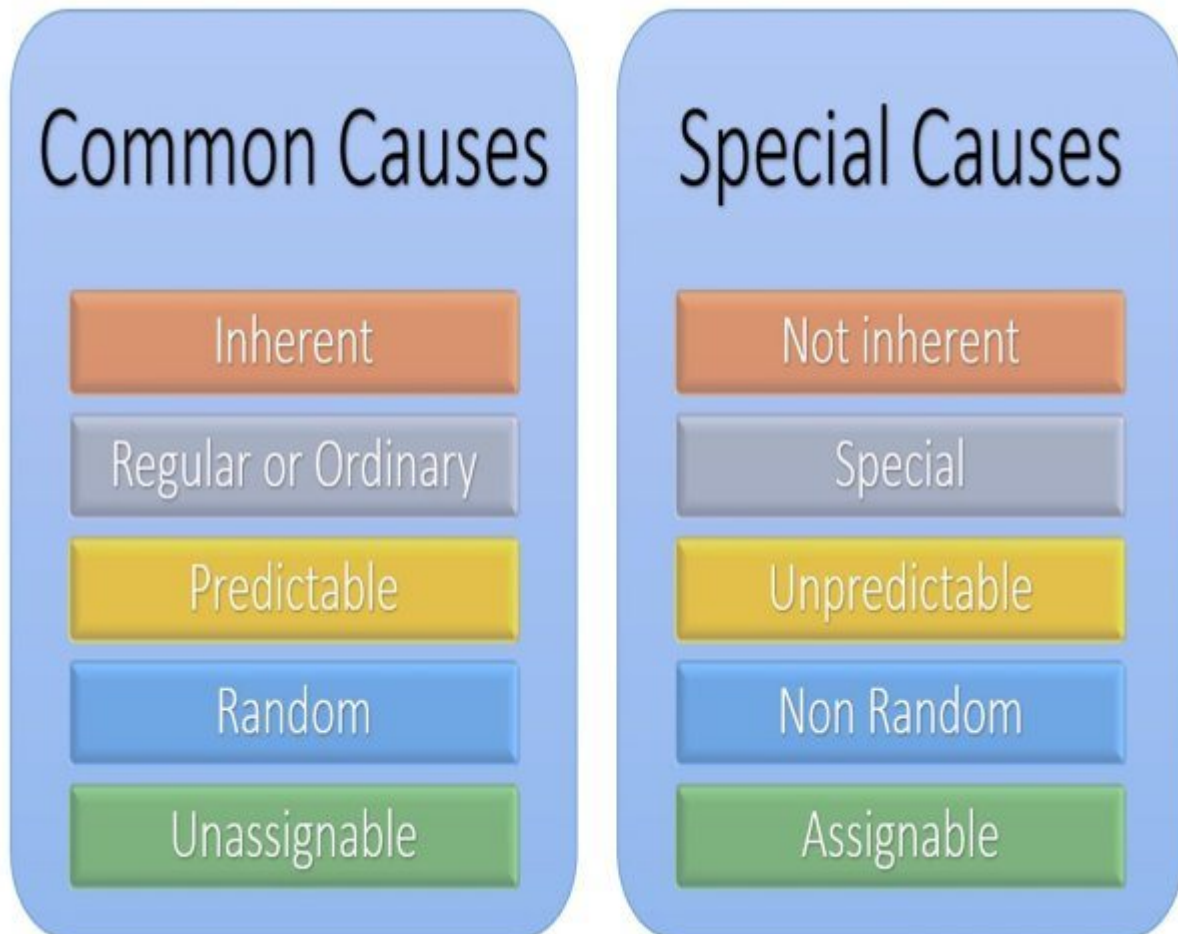 Common Causes
Inherent
Regular or Ordinary
Predictable
Random
Unassignable
Special Causes
Not inherent
Special
Unpredictable
Non Random
Assignable